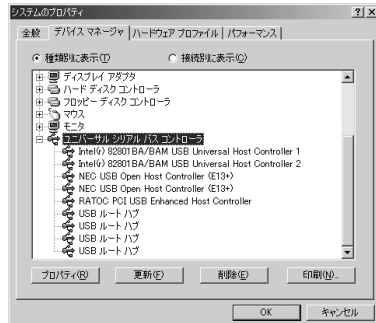 システムのプロパティ
全般 デバイス マネージャ ハードウェア プロファイル パフォーマンス
種類別に表示(T) 接続別に表示(C)
ディスプレイ アダプタ
ハード ディスク コントローラ
フロッピー ディスク コントローラ
マウス
モニタ
ユニバーサル シリアル バス コントローラ
Intel(r) 82801BA/BAM USB Universal Host Controller 1
Intel(r) 82801BA/BAM USB Universal Host Controller 2
NEC USB Open Host Controller (E13+)
NEC USB Open Host Controller (E13+)
RATOC PCI USB Enhanced Host Controller
USB ルート ハブ
USB ルート ハブ
USB ルート ハブ
USB ルート ハブ
プロパティ(R) 更新(F) 削除(E) 印刷(N)...
OK キャンセル